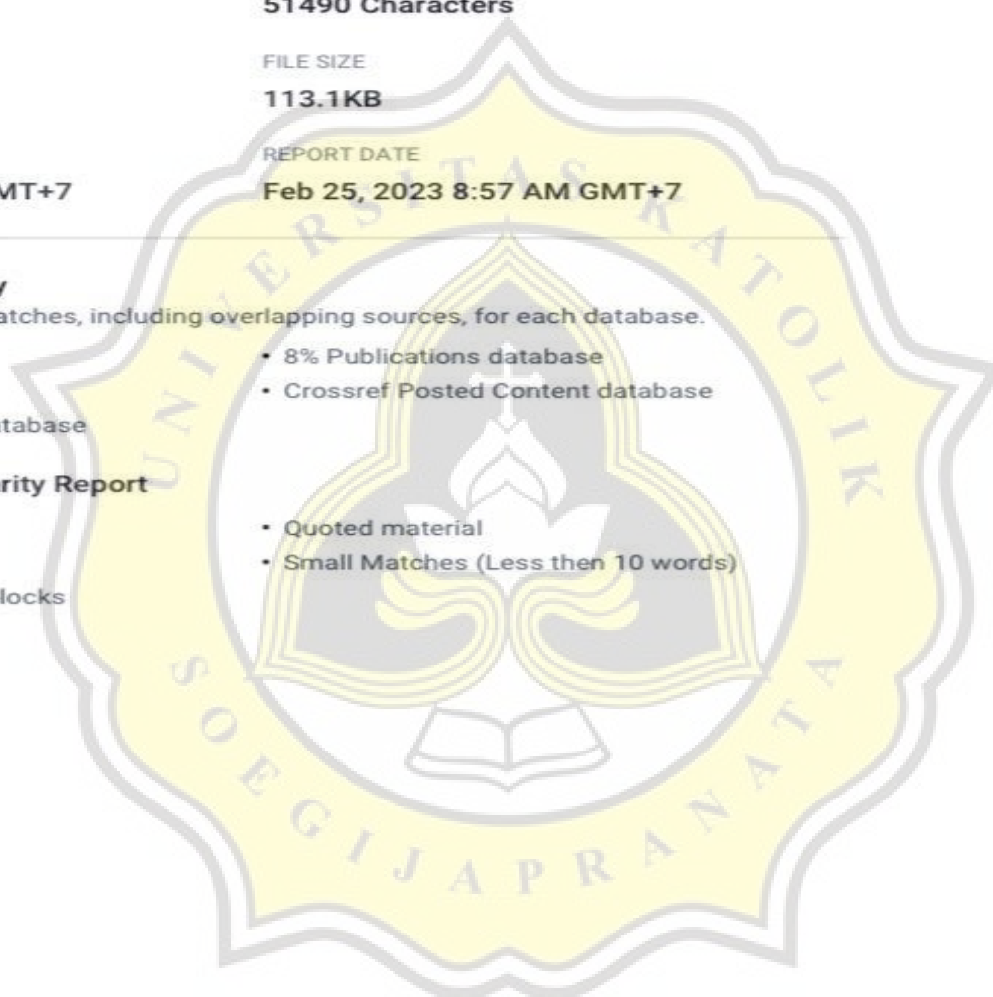 51490 Characters
FILE SIZE
113.1KB
REPORT DATE
MT+7 Feb 25, 2023 8:57 AM GMT+7
y
atches, including overlapping sources, for each database.
• 8% Publications database
• Crossref Posted Content database
tabase
rity Report
• Quoted material
• Small Matches (Less then 10 words)
locks
UNIVERSITAS KATOLIK
SOEGIJAPRANATA